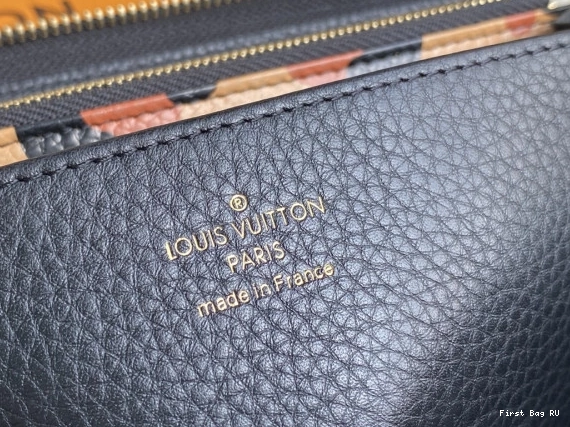 ®
LOUIS VUITTON
PARIS
made in France
First Bag RU